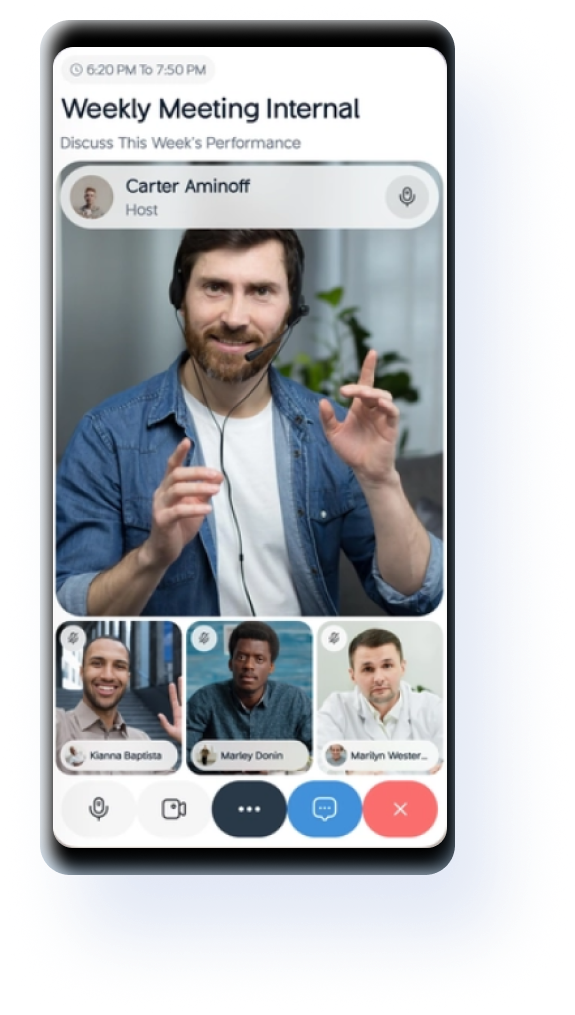 6:20 PM To 7:50 PM
Weekly Meeting Internal
Discuss This Week's Performance
Carter Aminoff
Host
Kianna Baptista
Marley Donin
Marilyn Wester...